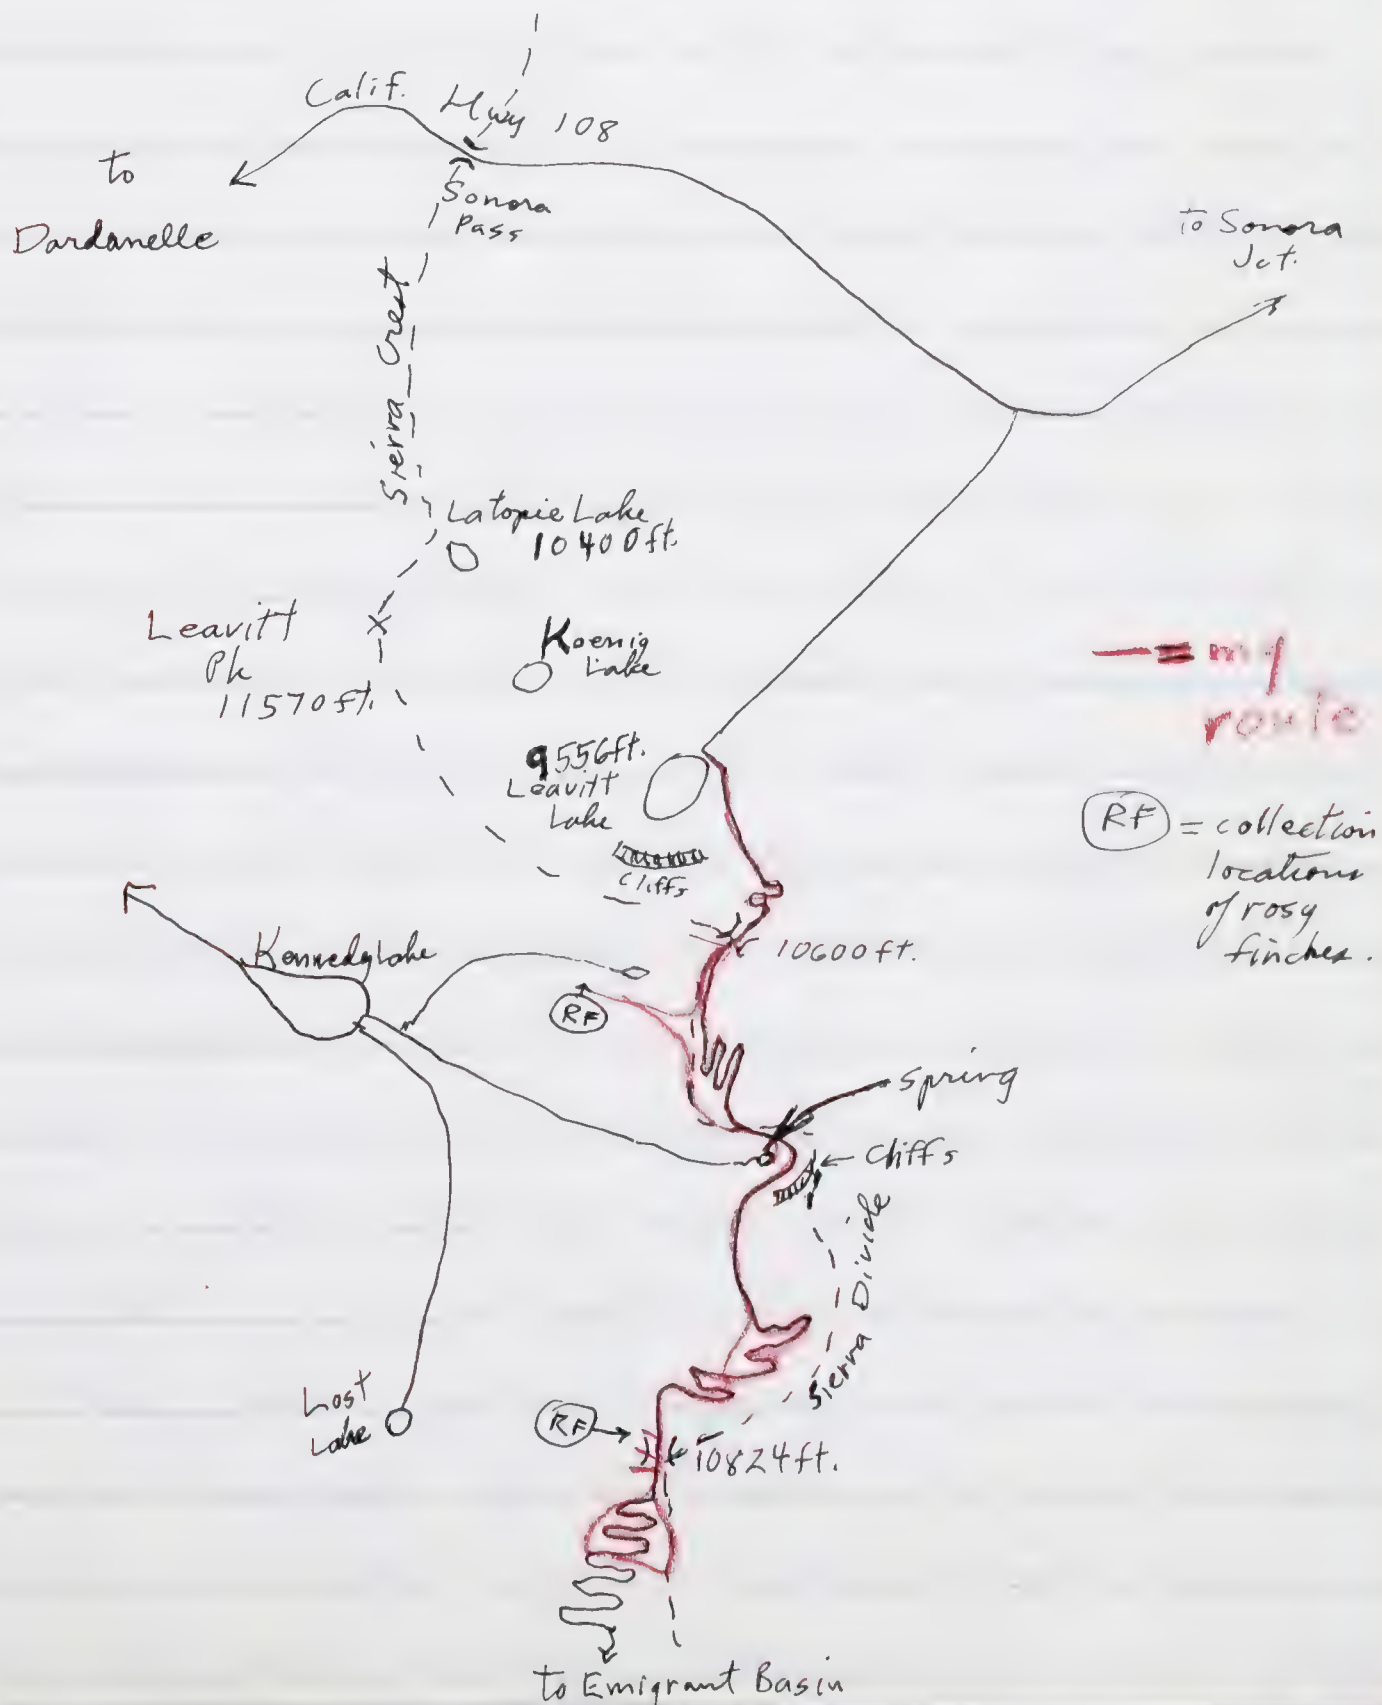 Calif. Hwy 108
to
Dardanelle
Sonora
Pass
to Sonora
Jct.
Sierra Crest
Latopie Lake
10400ft.
Leavitt
Pk
11570ft.
Koenig
Lake
= my
route
9556ft.
Leavitt
Lake
Cliffs
RF = collection
locations
of rosy
finches.
Kennedy Lake
10600ft.
RF
Spring
Cliffs
Sierra Divide
Lost
Lake
RF
10824ft.
to Emigrant Basin